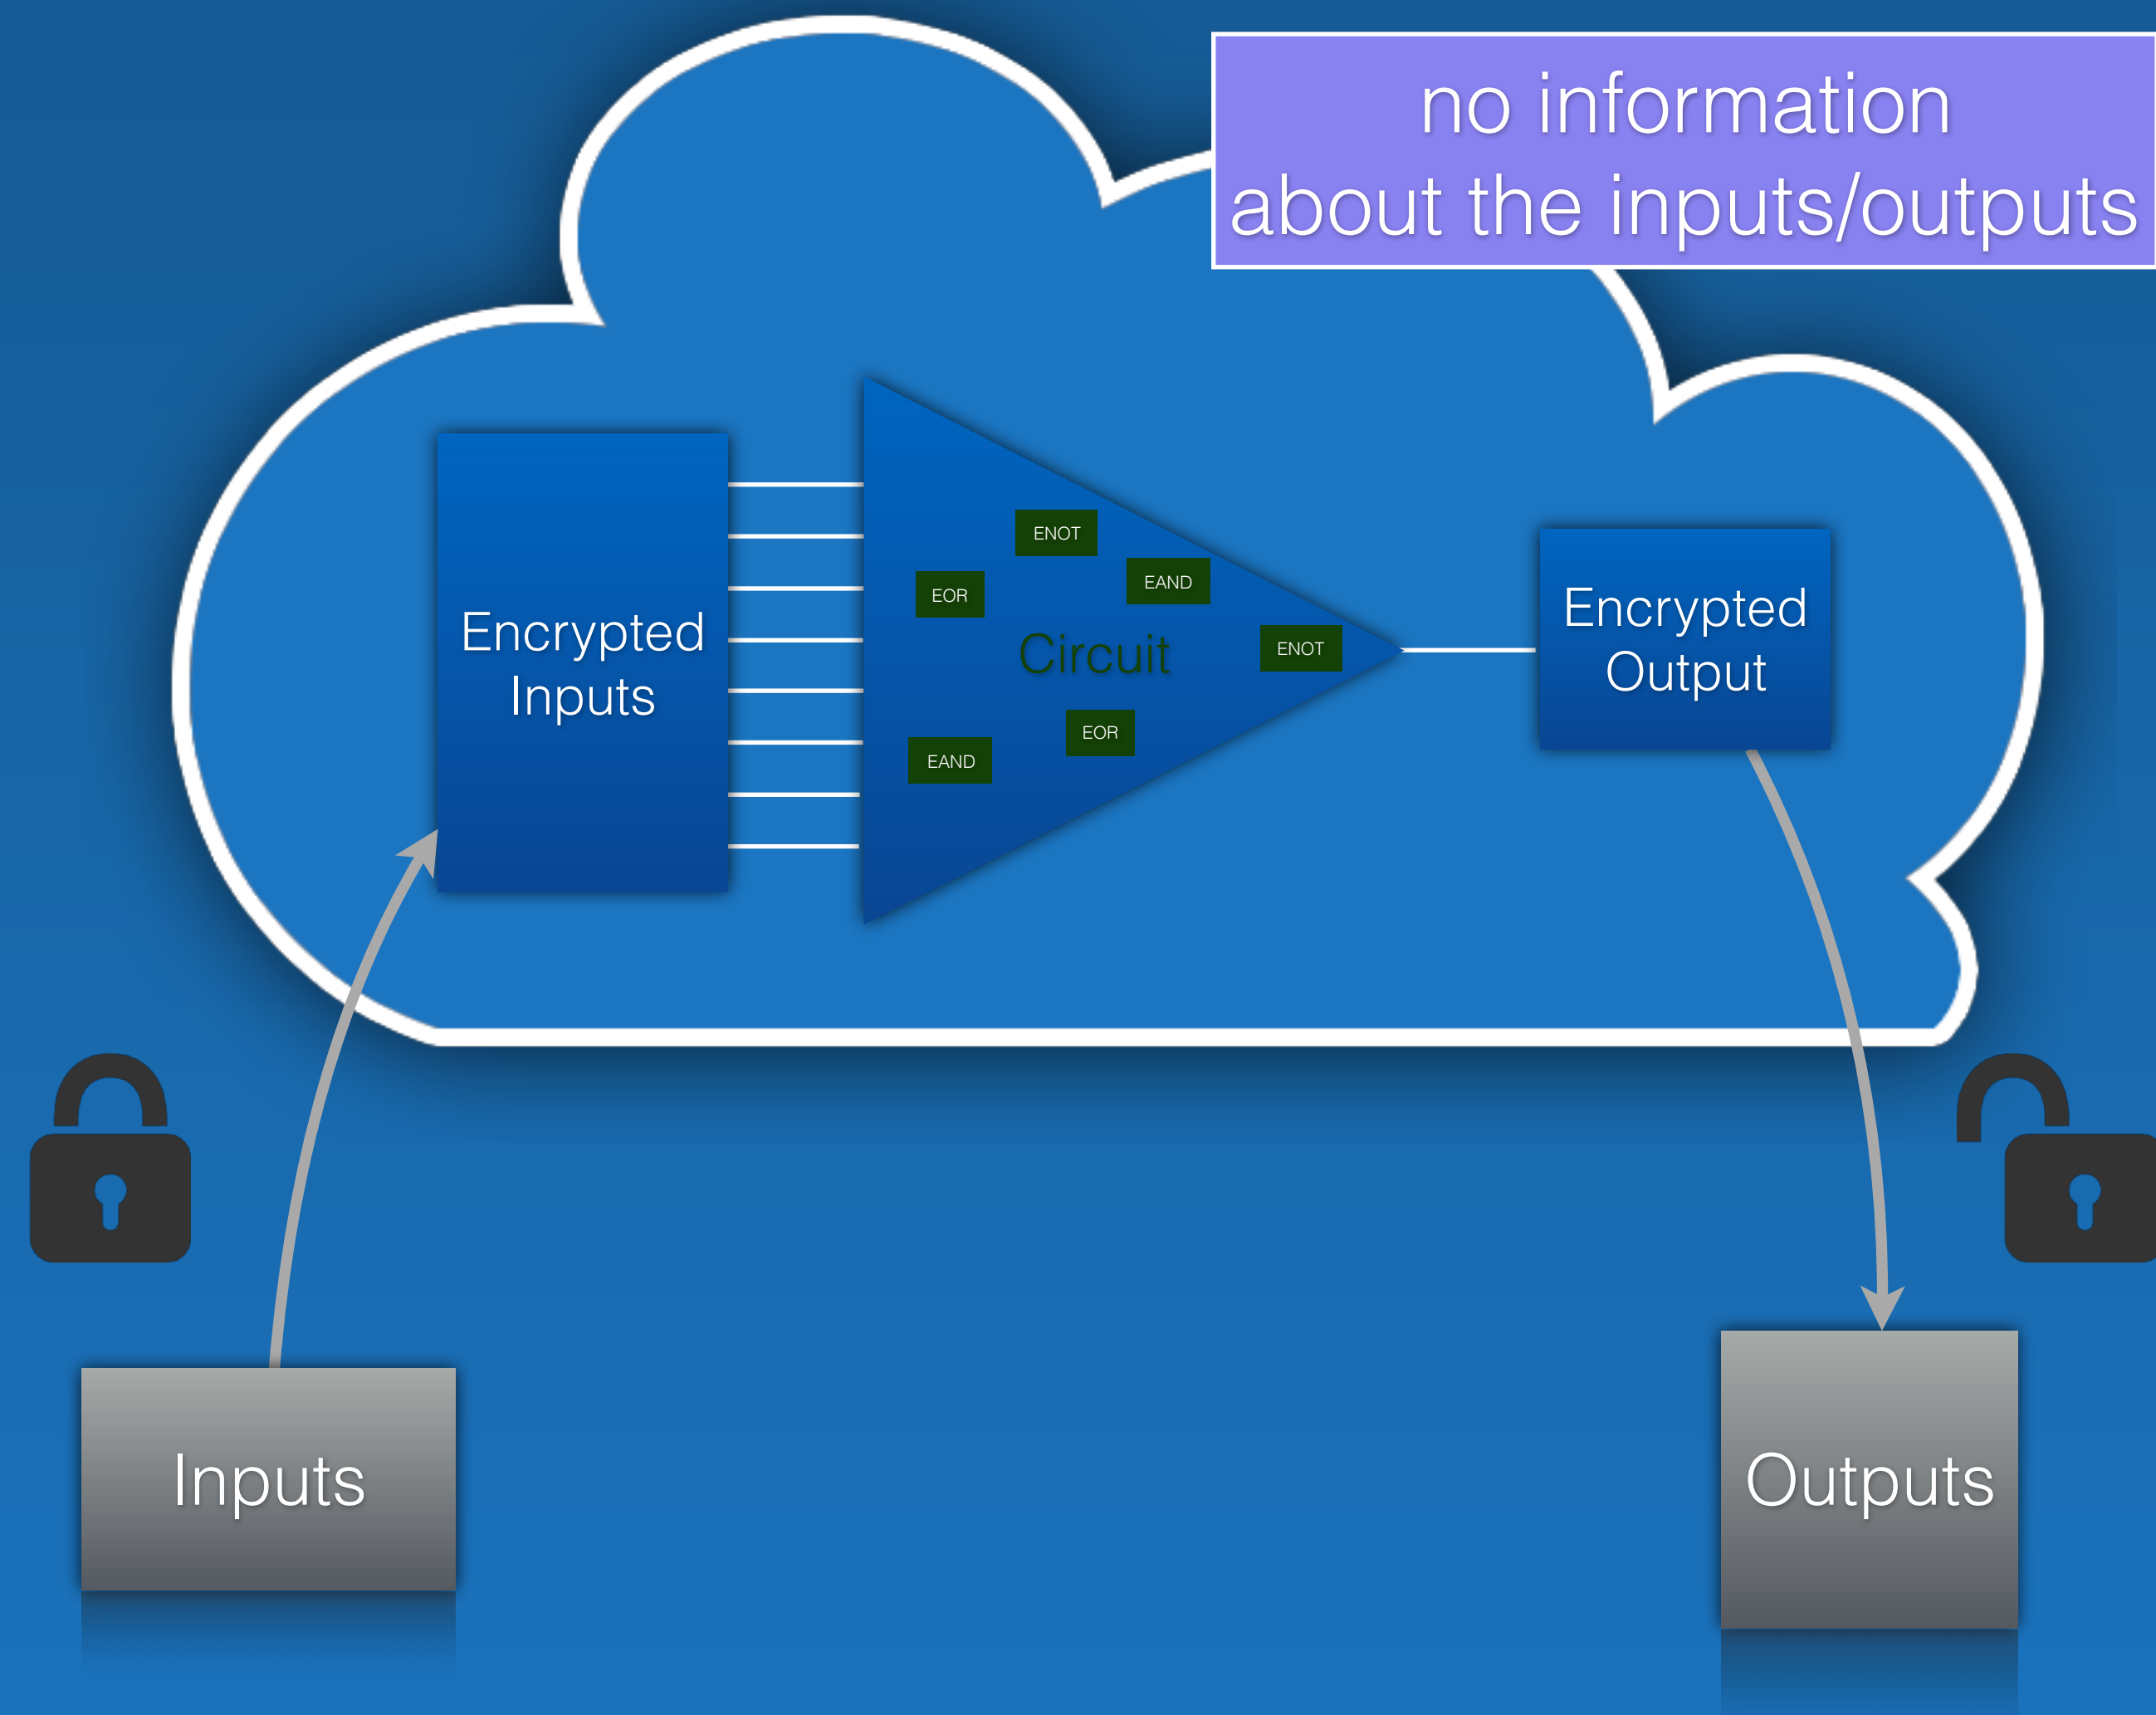 no information
about the inputs/outputs
Encrypted
Inputs
ENOT
EAND
EOR
Circuit
ENOT
EOR
EAND
Encrypted
Output
Inputs
Outputs